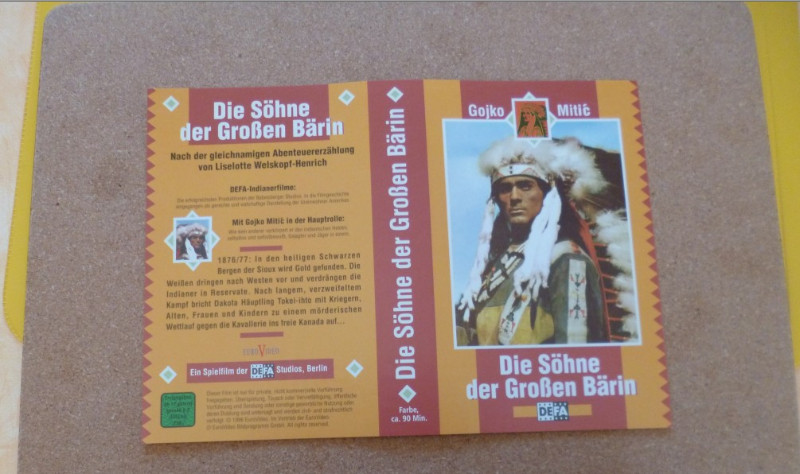 Die Söhne
der Großen Bärin
Nach der gleichnamigen Abenteuererzählung
von Liselotte Welskopf-Henrich
DEFA-Indianerfilme:
Mit Gojko Mitić in der Hauptrolle:
1876/77: In den heiligen Schwarzen
Bergen der Sioux wird Gold gefunden. Die
Weißen dringen nach Westen vor und verdrängen die
Indianer in Reservate. Nach langem, verzweifeltem
Kampf bricht Dakota Häuptling Tokei-ihto mit Kriegern,
Alten, Frauen und Kindern zu einem mörderischen
Wettlauf gegen die Kavallerie ins freie Kanada auf...
Ein Spielfilm der DEFA Studios, Berlin
Die Söhne der Großen Bärin
Farbe,
ca. 90 Min.
Gojko Mitić
Die Söhne
der Großen Bärin
DEFA